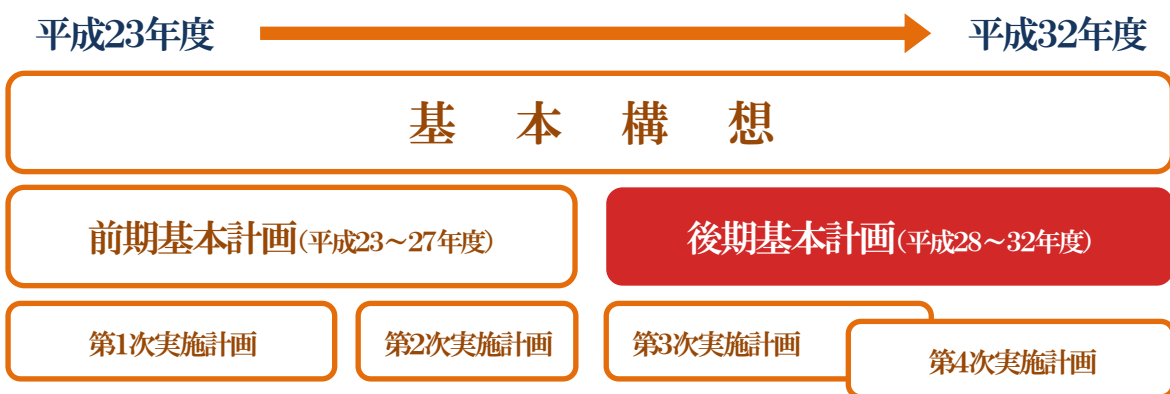 平成23年度 平成32年度
基本構想
前期基本計画(平成23～27年度) 後期基本計画(平成28～32年度)
第1次実施計画 第2次実施計画 第3次実施計画 第4次実施計画